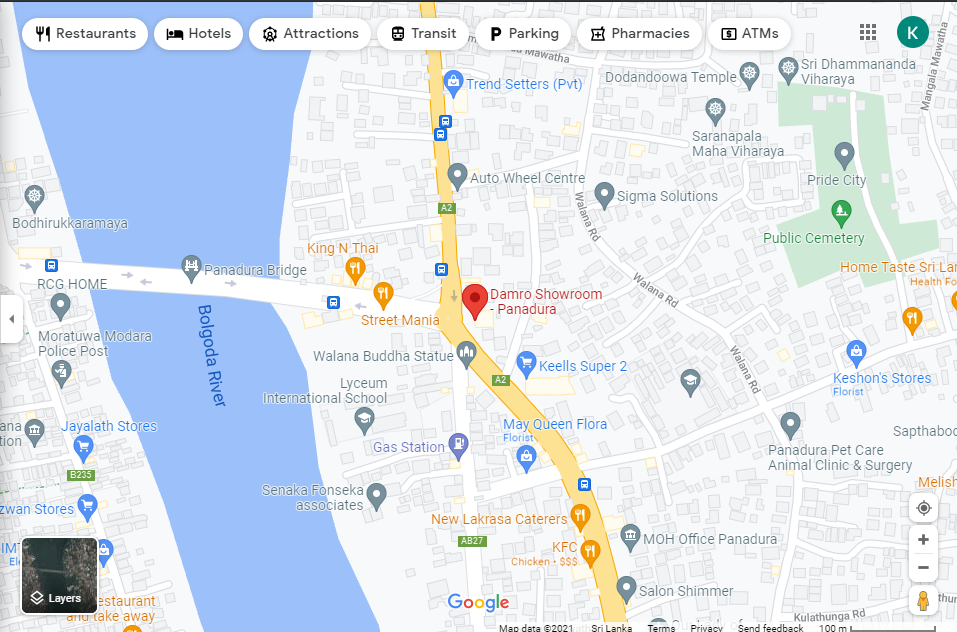 Restaurants
Hotels
Attractions
Transit
Parking
Pharmacies
ATMs
K
Mawatha
Mangala Mawatha
Trend Setters (Pvt)
Dodandoowa Temple
Sri Dhammananda
Viharaya
Saranapala
Maha Viharaya
Auto Wheel Centre
Pride City
Sigma Solutions
Walana Rd
A2
Bodhirukkaramaya
Public Cemetery
King N Thai
Panadura Bridge
Home Taste Sri Lan
Health Fo
RCG HOME
Walana Rd
Damro Showroom
- Panadura
Street Mania
Bolgoda River
Moratuwa Modara
Police Post
Walana Buddha Statue
Keells Super 2
Walana Rd
A2
Keshon's Stores
Florist
Lyceum
International School
Jayalath Stores
May Queen Flora
Florist
Sapthaboo
ana
tion
Gas Station
Panadura Pet Care
Animal Clinic & Surgery
B235
Melish
Senaka Fonseka
associates
zwan Stores
New Lakrasa Caterers
AB27
MOH Office Panadura
KFC
Chicken • $$$
Layers
Salon Shimmer
estaurant
and take away
Google
Kulathunga Rd
Map data ©2021
Sri Lanka
Terms
Privacy
Send feedback
100 m